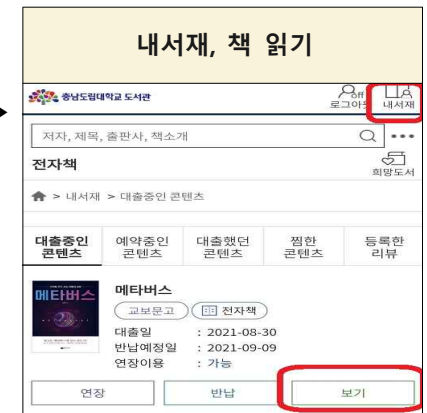 내서재, 책 읽기
충남도립대학교 도서관
off
로그아웃 내서재
저자, 제목, 출판사, 책소개
전자책
희망도서
> 내서재 > 대출중인 콘텐츠
대출중인 콘텐츠 예약중인 콘텐츠 대출했던 콘텐츠 찜한 콘텐츠 등록한 리뷰
메타버스
메타버스
교보문고 전자책
대출일 : 2021-08-30
반납예정일 : 2021-09-09
연장이용 : 가능
연장 반납 보기